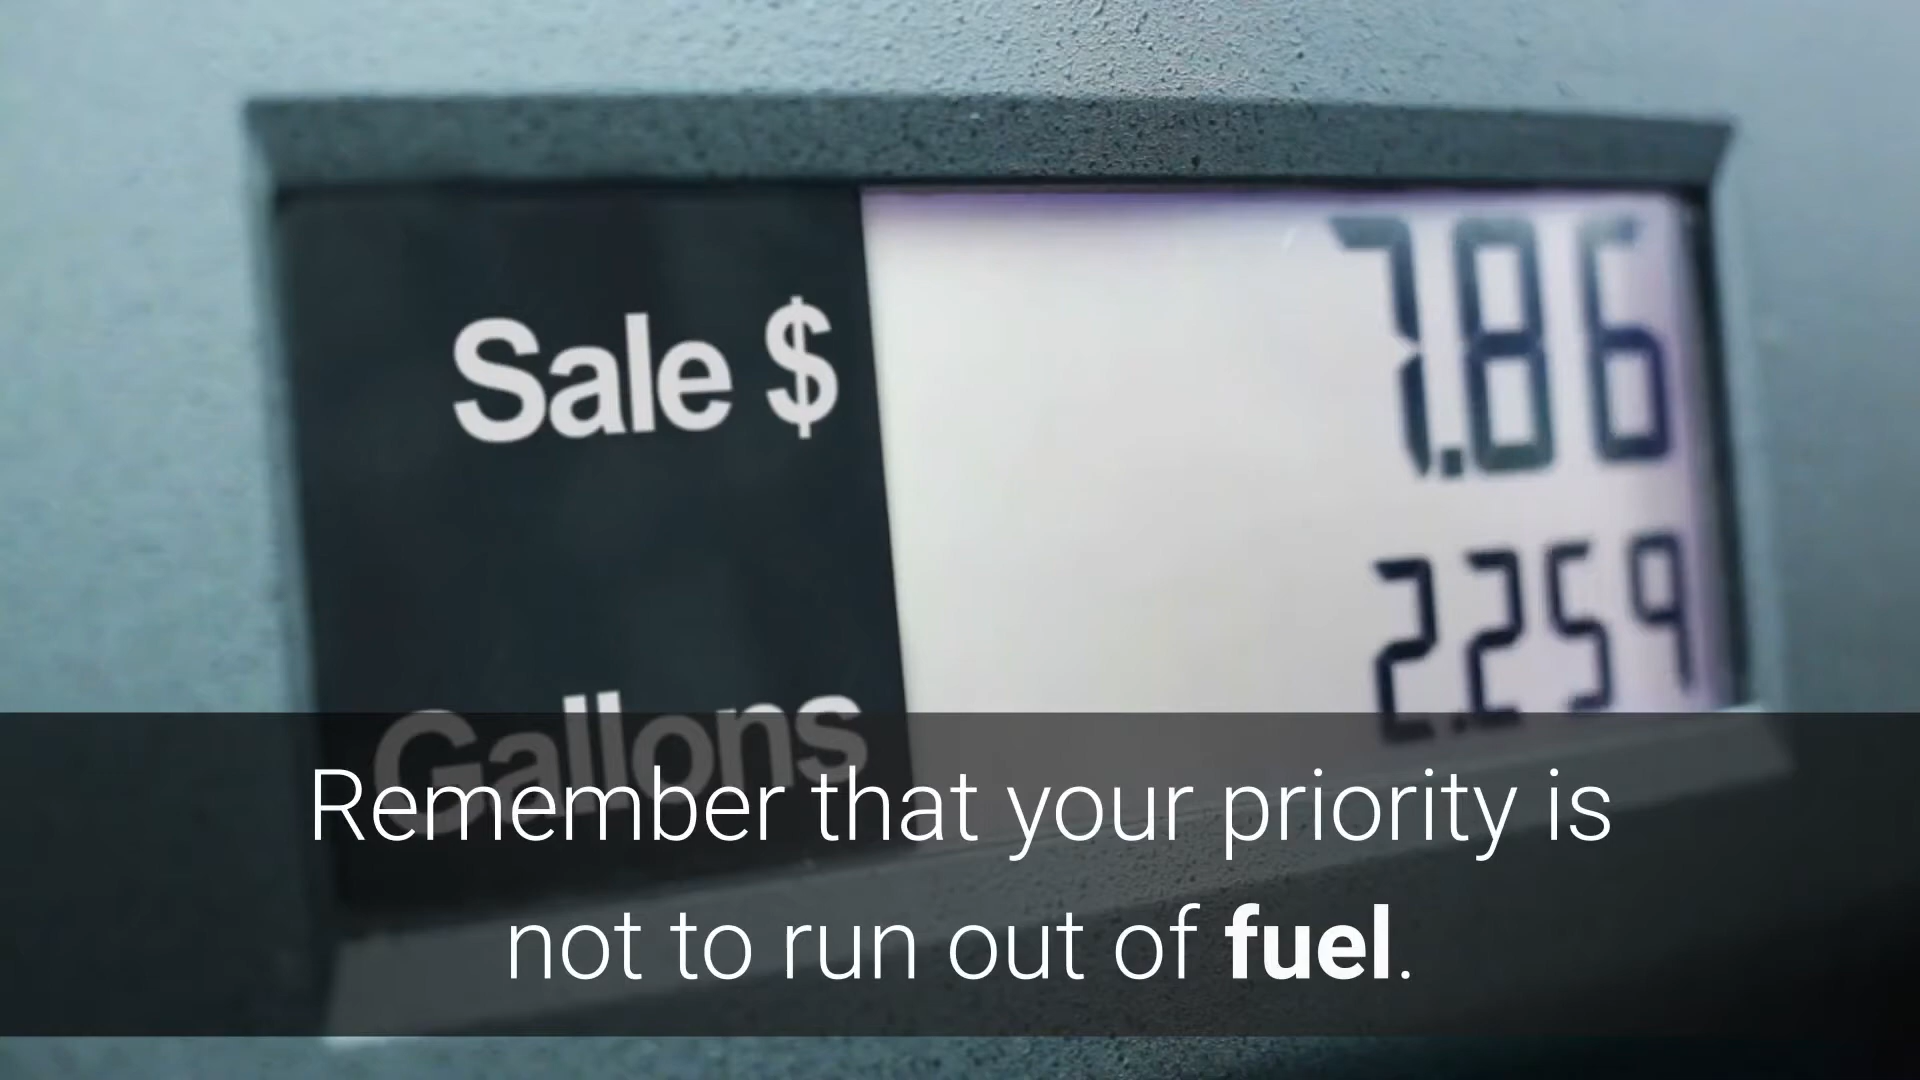 Sale $ 7.86
Gallons 2.259
Remember that your priority is
not to run out of fuel.